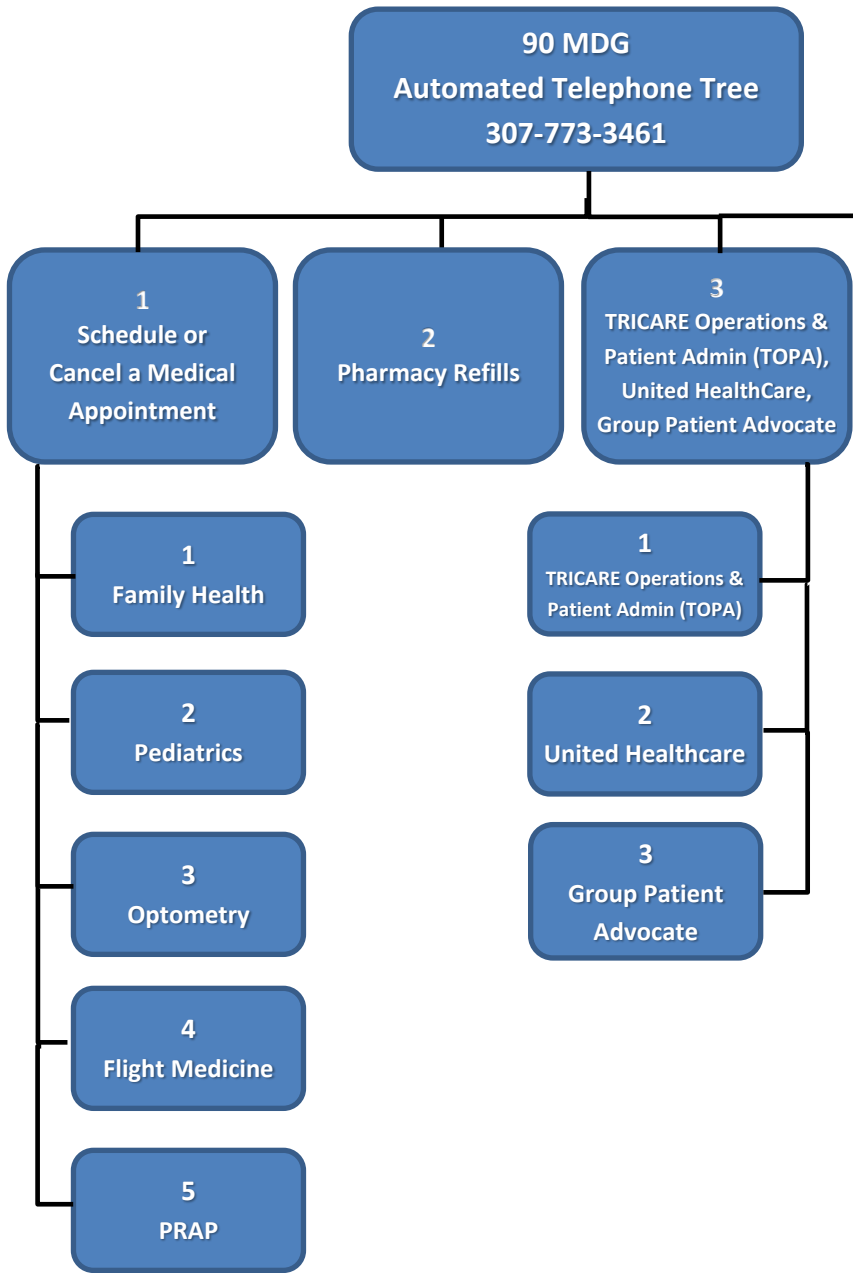 90 MDG
Automated Telephone Tree
307-773-3461
1
Schedule or
Cancel a Medical
Appointment
2
Pharmacy Refills
3
TRICARE Operations &
Patient Admin (TOPA),
United HealthCare,
Group Patient Advocate
1
Family Health
2
Pediatrics
3
Optometry
4
Flight Medicine
5
PRAP
1
TRICARE Operations &
Patient Admin (TOPA)
2
United Healthcare
3
Group Patient
Advocate